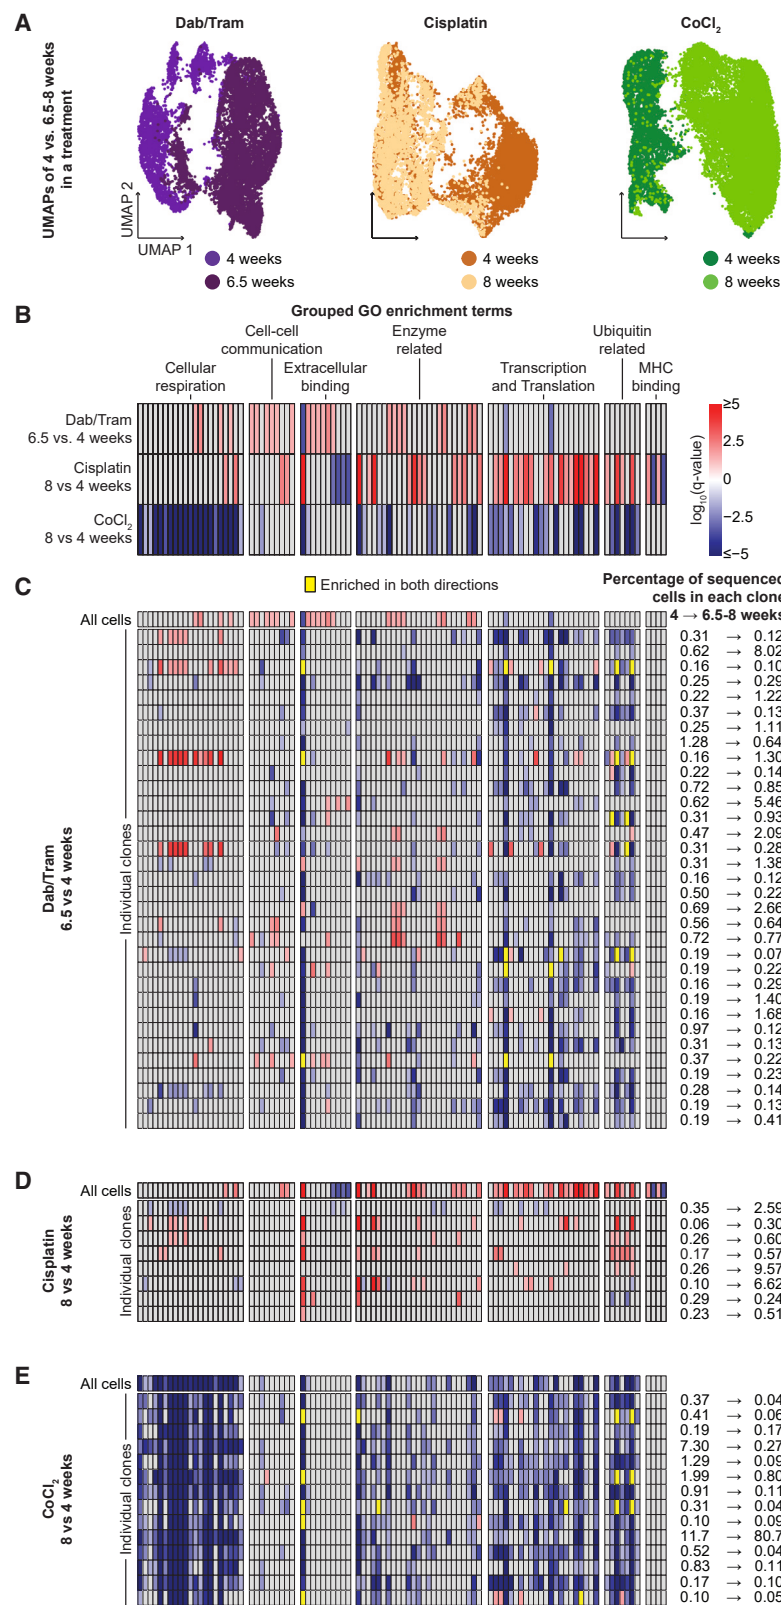 A
Dab/Tram
Cisplatin
CoCl2
UMAPs of 4 vs. 6.5-8 weeks
in a treatment
UMAP 2
UMAP 1
4 weeks
6.5 weeks
4 weeks
8 weeks
4 weeks
8 weeks
B
Grouped GO enrichment terms
Cell-cell
communication
Enzyme
related
Ubiquitin
related
Cellular
respiration
Extracellular
binding
Transcription
and Translation
MHC
binding
Dab/Tram
6.5 vs. 4 weeks
Cisplatin
8 vs 4 weeks
CoCl2
8 vs 4 weeks
log10(q-value)
≥5
2.5
0
−2.5
≤−5
C
Enriched in both directions
Percentage of sequenced
cells in each clone
4 → 6.5-8 weeks
All cells
Dab/Tram
6.5 vs 4 weeks
Individual clones
0.31 → 0.12
0.62 → 8.02
0.16 → 0.10
0.25 → 0.29
0.22 → 1.22
0.37 → 0.13
0.25 → 1.11
1.28 → 0.64
0.16 → 1.30
0.22 → 0.14
0.72 → 0.85
0.62 → 5.46
0.31 → 0.93
0.47 → 2.09
0.31 → 0.28
0.31 → 1.38
0.16 → 0.12
0.50 → 0.22
0.69 → 2.66
0.56 → 0.64
0.72 → 0.77
0.19 → 0.07
0.19 → 0.22
0.16 → 0.29
0.19 → 1.40
0.16 → 1.68
0.97 → 0.12
0.31 → 0.13
0.37 → 0.22
0.19 → 0.23
0.28 → 0.14
0.19 → 0.13
0.19 → 0.41
D
All cells
Cisplatin
8 vs 4 weeks
Individual clones
0.35 → 2.59
0.06 → 0.30
0.26 → 0.60
0.17 → 0.57
0.26 → 9.57
0.10 → 6.62
0.29 → 0.24
0.23 → 0.51
E
All cells
CoCl2
8 vs 4 weeks
Individual clones
0.37 → 0.04
0.41 → 0.06
0.19 → 0.17
7.30 → 0.27
1.29 → 0.09
1.99 → 0.80
0.91 → 0.11
0.31 → 0.04
0.10 → 0.09
11.7 → 80.7
0.52 → 0.04
0.83 → 0.11
0.17 → 0.10
0.10 → 0.05